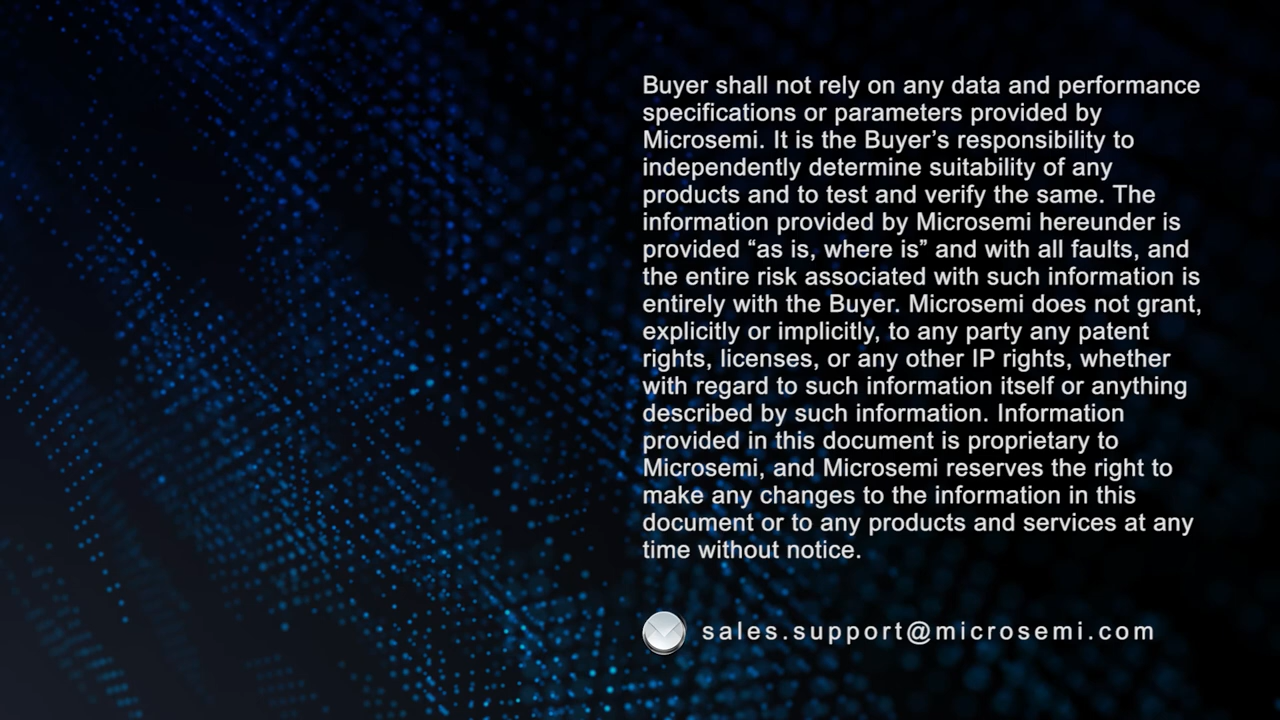 Buyer shall not rely on any data and performance
specifications or parameters provided by
Microsemi. It is the Buyer’s responsibility to
independently determine suitability of any
products and to test and verify the same. The
information provided by Microsemi hereunder is
provided “as is, where is” and with all faults, and
the entire risk associated with such information is
entirely with the Buyer. Microsemi does not grant,
explicitly or implicitly, to any party any patent
rights, licenses, or any other IP rights, whether
with regard to such information itself or anything
described by such information. Information
provided in this document is proprietary to
Microsemi, and Microsemi reserves the right to
make any changes to the information in this
document or to any products and services at any
time without notice.
sales.support@microsemi.com